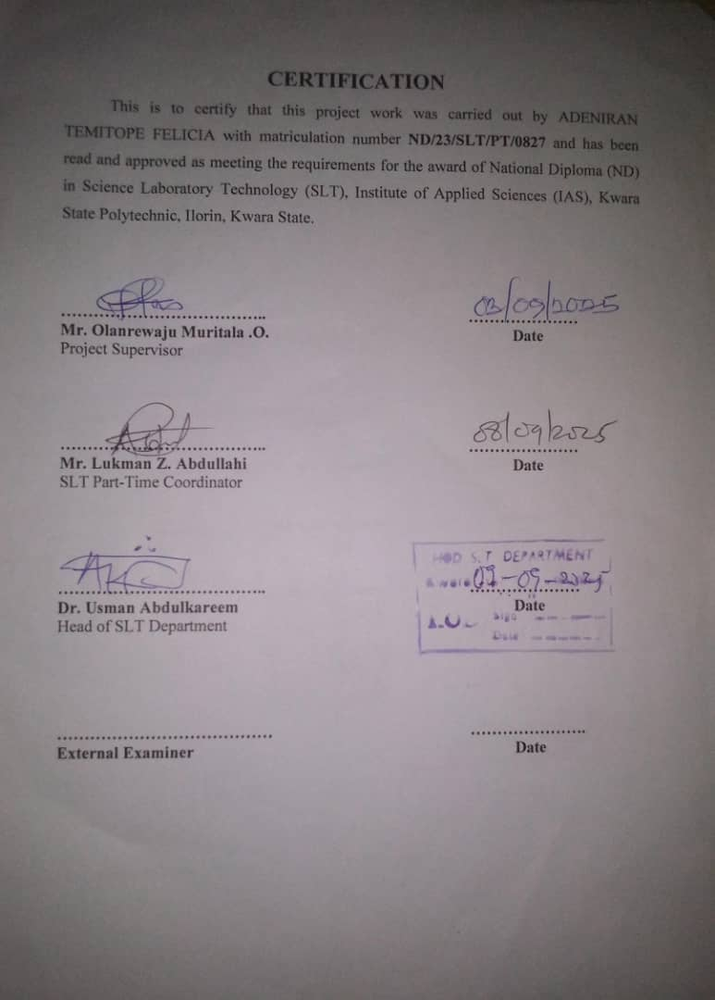 CERTIFICATION
This is to certify that this project work was carried out by ADENIRAN
TEMITOPE FELICIA with matriculation number ND/23/SLT/PT/0827 and has been
read and approved as meeting the requirements for the award of National Diploma (ND)
in Science Laboratory Technology (SLT), Institute of Applied Sciences (IAS), Kwara
State Polytechnic, Ilorin, Kwara State.
03/09/2025
Mr. Olanrewaju Muritala .O.
Date
Project Supervisor
08/09/2025
Mr. Lukman Z. Abdullahi
Date
SLT Part-Time Coordinator
HOD S.T DEPARTMENT
-09-2025
Dr. Usman Abdulkareem
Date
Head of SLT Department
Sign
Date
External Examiner
Date